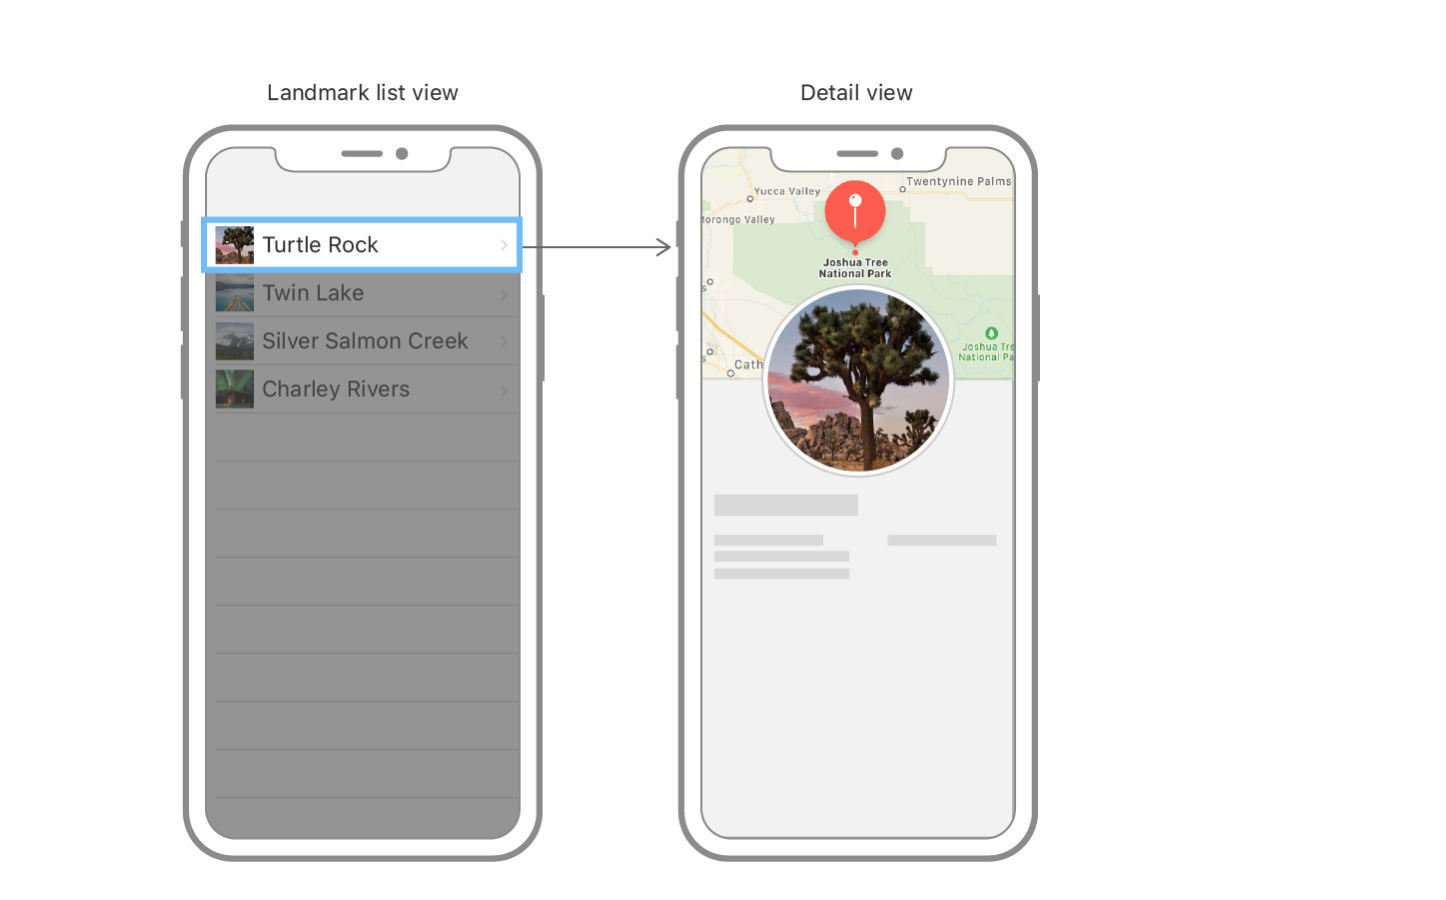 Landmark list view
Turtle Rock
Twin Lake
Silver Salmon Creek
Charley Rivers
Detail view
Twentynine Palms
Yucca Valley
Morongo Valley
Joshua Tree
National Park
Joshua Tre
National Pa
Cath